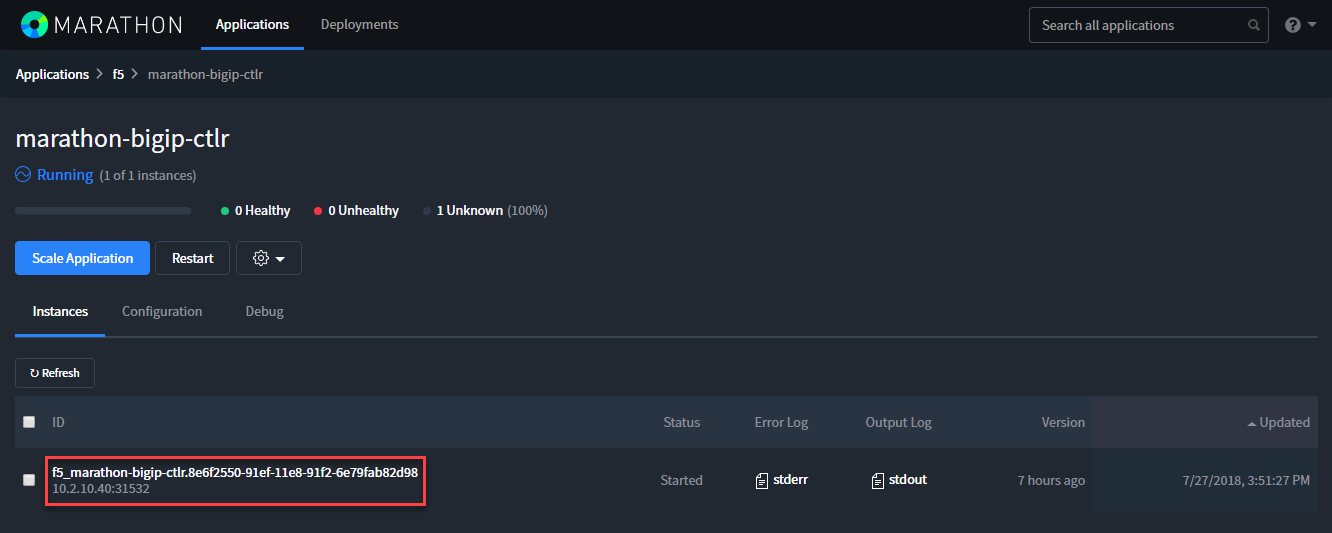 MARATHON Applications Deployments Search all applications ?
Applications > f5 > marathon-bigip-ctlr
marathon-bigip-ctlr
Running (1 of 1 instances)
0 Healthy 0 Unhealthy 1 Unknown (100%)
Scale Application Restart
Instances Configuration Debug
Refresh
ID Status Error Log Output Log Version Updated
f5_marathon-bigip-ctlr.8e6f2550-91ef-11e8-91f2-6e79fab82d98
10.2.10.40:31532
Started stderr stdout 7 hours ago 7/27/2018, 3:51:27 PM